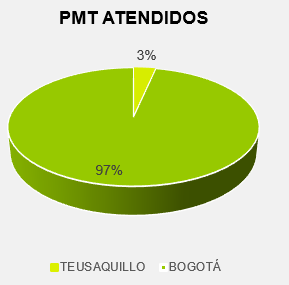 PMT ATENDIDOS
3%
97%
TEUSAQUILLO BOGOTÁ